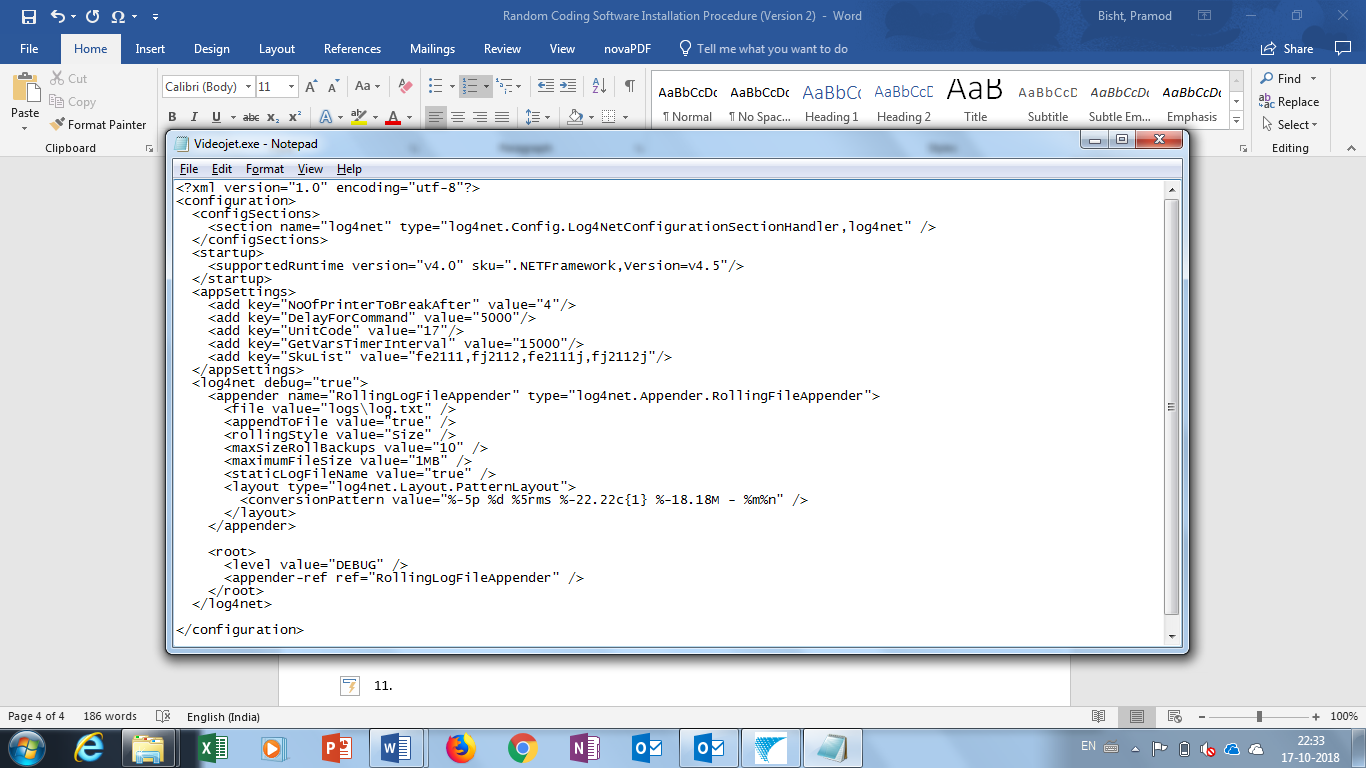 Random Coding Software Installation Procedure (Version 2) - Word
Bisht, Pramod
File Home Insert Design Layout References Mailings Review View novaPDF Tell me what you want to do Share
Paste
Cut
Copy
Format Painter
Clipboard
Calibri (Body) 11 A A Aa
B I U abc x₂ x² A aby A
AaBbCcDc AaBbCcDc AaBbCc AaBbCcD AaB AaBbCcD AaBbCcDc AaBbCcDc
¶ Normal ¶ No Spac... Heading 1 Heading 2 Title Subtitle Subtle Em... Emphasis
Paragraph
Styles
Find
Replace
Select
Editing
Videojet.exe - Notepad
File Edit Format View Help
<?xml version="1.0" encoding="utf-8"?>
<configuration>
  <configSections>
    <section name="log4net" type="log4net.Config.Log4NetConfigurationSectionHandler,log4net" />
  </configSections>
  <startup>
    <supportedRuntime version="v4.0" sku=".NETFramework,Version=v4.5"/>
  </startup>
  <appSettings>
    <add key="NoOfPrinterToBreakAfter" value="4"/>
    <add key="DelayForCommand" value="5000"/>
    <add key="UnitCode" value="17"/>
    <add key="GetVarsTimerInterval" value="15000"/>
    <add key="SkuList" value="fe2111,fj2112,fe2111j,fj2112j"/>
  </appSettings>
  <log4net debug="true">
    <appender name="RollingLogFileAppender" type="log4net.Appender.RollingFileAppender">
      <file value="logs\log.txt" />
      <appendToFile value="true" />
      <rollingStyle value="Size" />
      <maxSizeRollBackups value="10" />
      <maximumFileSize value="1MB" />
      <staticLogFileName value="true" />
      <layout type="log4net.Layout.PatternLayout">
        <conversionPattern value="%-5p %d %5rms %-22.22c{1} %-18.18M - %m%n" />
      </layout>
    </appender>
    <root>
      <level value="DEBUG" />
      <appender-ref ref="RollingLogFileAppender" />
    </root>
  </log4net>
</configuration>
11.
Page 4 of 4 186 words English (India) 100%
EN 22:33
17-10-2018